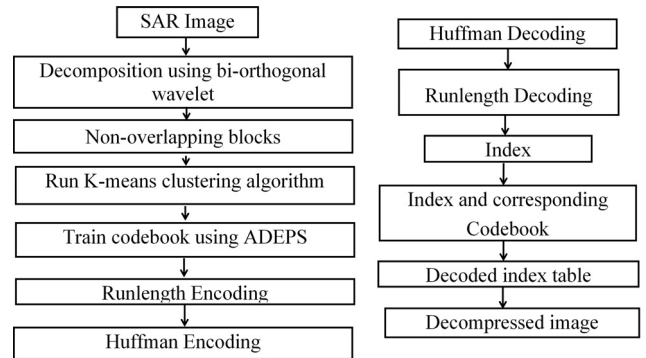 SAR Image
Decomposition using bi-orthogonal
wavelet
Non-overlapping blocks
Run K-means clustering algorithm
Train codebook using ADEPS
Runlength Encoding
Huffman Encoding
Huffman Decoding
Runlength Decoding
Index
Index and corresponding
Codebook
Decoded index table
Decompressed image